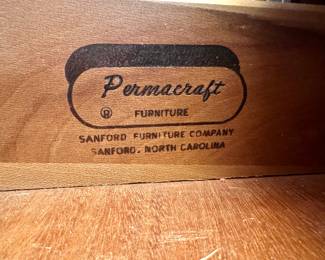 Permacraft
® FURNITURE
SANFORD FURNITURE COMPANY
SANFORD, NORTH CAROLINA